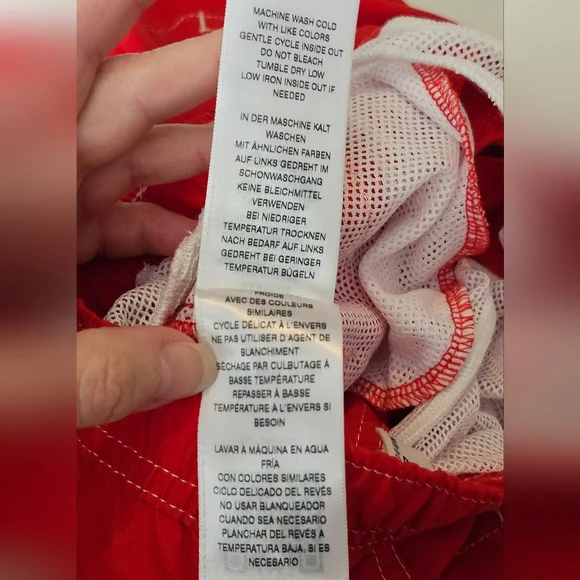 MACHINE WASH COLD
WITH LIKE COLORS
GENTLE CYCLE INSIDE OUT
DO NOT BLEACH
TUMBLE DRY LOW
LOW IRON INSIDE OUT IF
NEEDED
IN DER MASCHINE KALT
WASCHEN
MIT ÄHNLICHEN FARBEN
AUF LINKS GEDREHT IM
SCHONWASCHGANG
KEINE BLEICHMITTEL
VERWENDEN
BEI NIEDRIGER
TEMPERATUR TROCKNEN
NACH BEDARF AUF LINKS
GEDREHT BEI GERINGER
TEMPERATUR BÜGELN
FROIDE
AVEC DES COULEURS
SIMILAIRES
CYCLE DÉLICAT À L'ENVERS
NE PAS UTILISER D'AGENT DE
BLANCHIMENT
SÉCHAGE PAR CULBUTAGE À
BASSE TEMPÉRATURE
REPASSER À BASSE
TEMPÉRATURE À L'ENVERS SI
BESOIN
LAVAR A MÁQUINA EN AGUA
FRÍA
CON COLORES SIMILARES
CICLO DELICADO DEL REVÉS
NO USAR BLANQUEADOR
CUANDO SEA NECESARIO
PLANCHAR DEL REVÉS A
TEMPERATURA BAJA, SI ES
NECESARIO